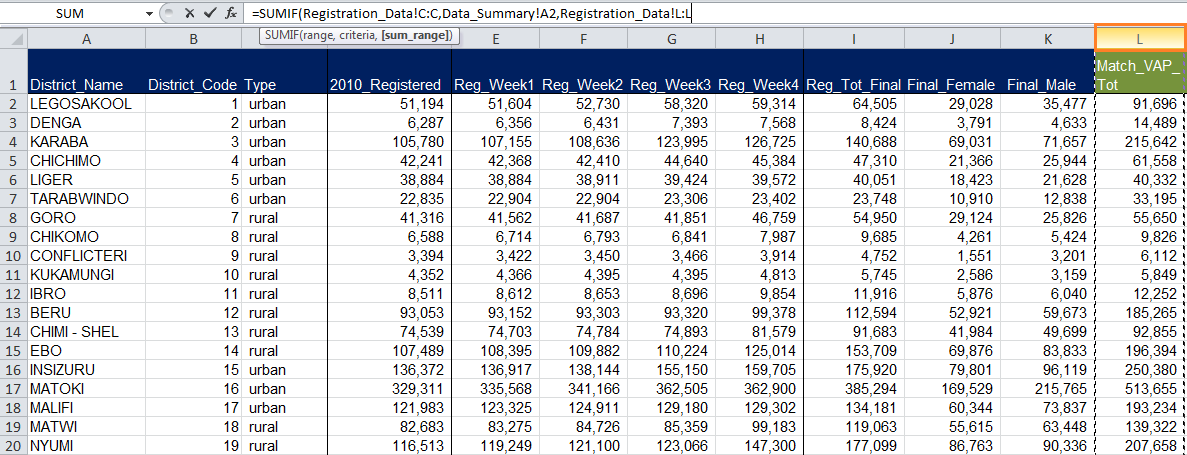 SUM =SUMIF(Registration_Data!C:C,Data_Summary!A2,Registration_Data!L:L
SUMIF(range, criteria, [sum_range])
A B C D E F G H I J K L
1 District_Name District_Code Type 2010_Registered Reg_Week1 Reg_Week2 Reg_Week3 Reg_Week4 Reg_Tot_Final Final_Female Final_Male Match_VAP_
Tot
2 LEGOSAKOOL 1 urban 51,194 51,604 52,730 58,320 59,314 64,505 29,028 35,477 91,696
3 DENGA 2 urban 6,287 6,356 6,431 7,393 7,568 8,424 3,791 4,633 14,489
4 KARABA 3 urban 105,780 107,155 108,636 123,995 126,725 140,688 69,031 71,657 215,642
5 CHICHIMO 4 urban 42,241 42,368 42,410 44,640 45,384 47,310 21,366 25,944 61,558
6 LIGER 5 urban 38,884 38,884 38,911 39,424 39,572 40,051 18,423 21,628 40,332
7 TARABWINDO 6 urban 22,835 22,904 22,904 23,306 23,402 23,748 10,910 12,838 33,195
8 GORO 7 rural 41,316 41,562 41,687 41,851 46,759 54,950 29,124 25,826 55,650
9 CHIKOMO 8 rural 6,588 6,714 6,793 6,841 7,987 9,685 4,261 5,424 9,826
10 CONFLICTERI 9 rural 3,394 3,422 3,450 3,466 3,914 4,752 1,551 3,201 6,112
11 KUKAMUNGI 10 rural 4,352 4,366 4,395 4,395 4,813 5,745 2,586 3,159 5,849
12 IBRO 11 rural 8,511 8,612 8,653 8,696 9,854 11,916 5,876 6,040 12,252
13 BERU 12 rural 93,053 93,152 93,303 93,320 99,378 112,594 52,921 59,673 185,265
14 CHIMI - SHEL 13 rural 74,539 74,703 74,784 74,893 81,579 91,683 41,984 49,699 92,855
15 EBO 14 rural 107,489 108,395 109,882 110,224 125,014 153,709 69,876 83,833 196,394
16 INSIZURU 15 urban 136,372 136,917 138,144 155,150 159,705 175,920 79,801 96,119 250,380
17 MATOKI 16 urban 329,311 335,568 341,166 362,505 362,900 385,294 169,529 215,765 513,655
18 MALIFI 17 urban 121,983 123,325 124,911 129,180 129,302 134,181 60,344 73,837 193,234
19 MATWI 18 rural 82,683 83,275 84,726 85,359 99,183 119,063 55,615 63,448 139,322
20 NYUMI 19 rural 116,513 119,249 121,100 123,066 147,300 177,099 86,763 90,336 207,658